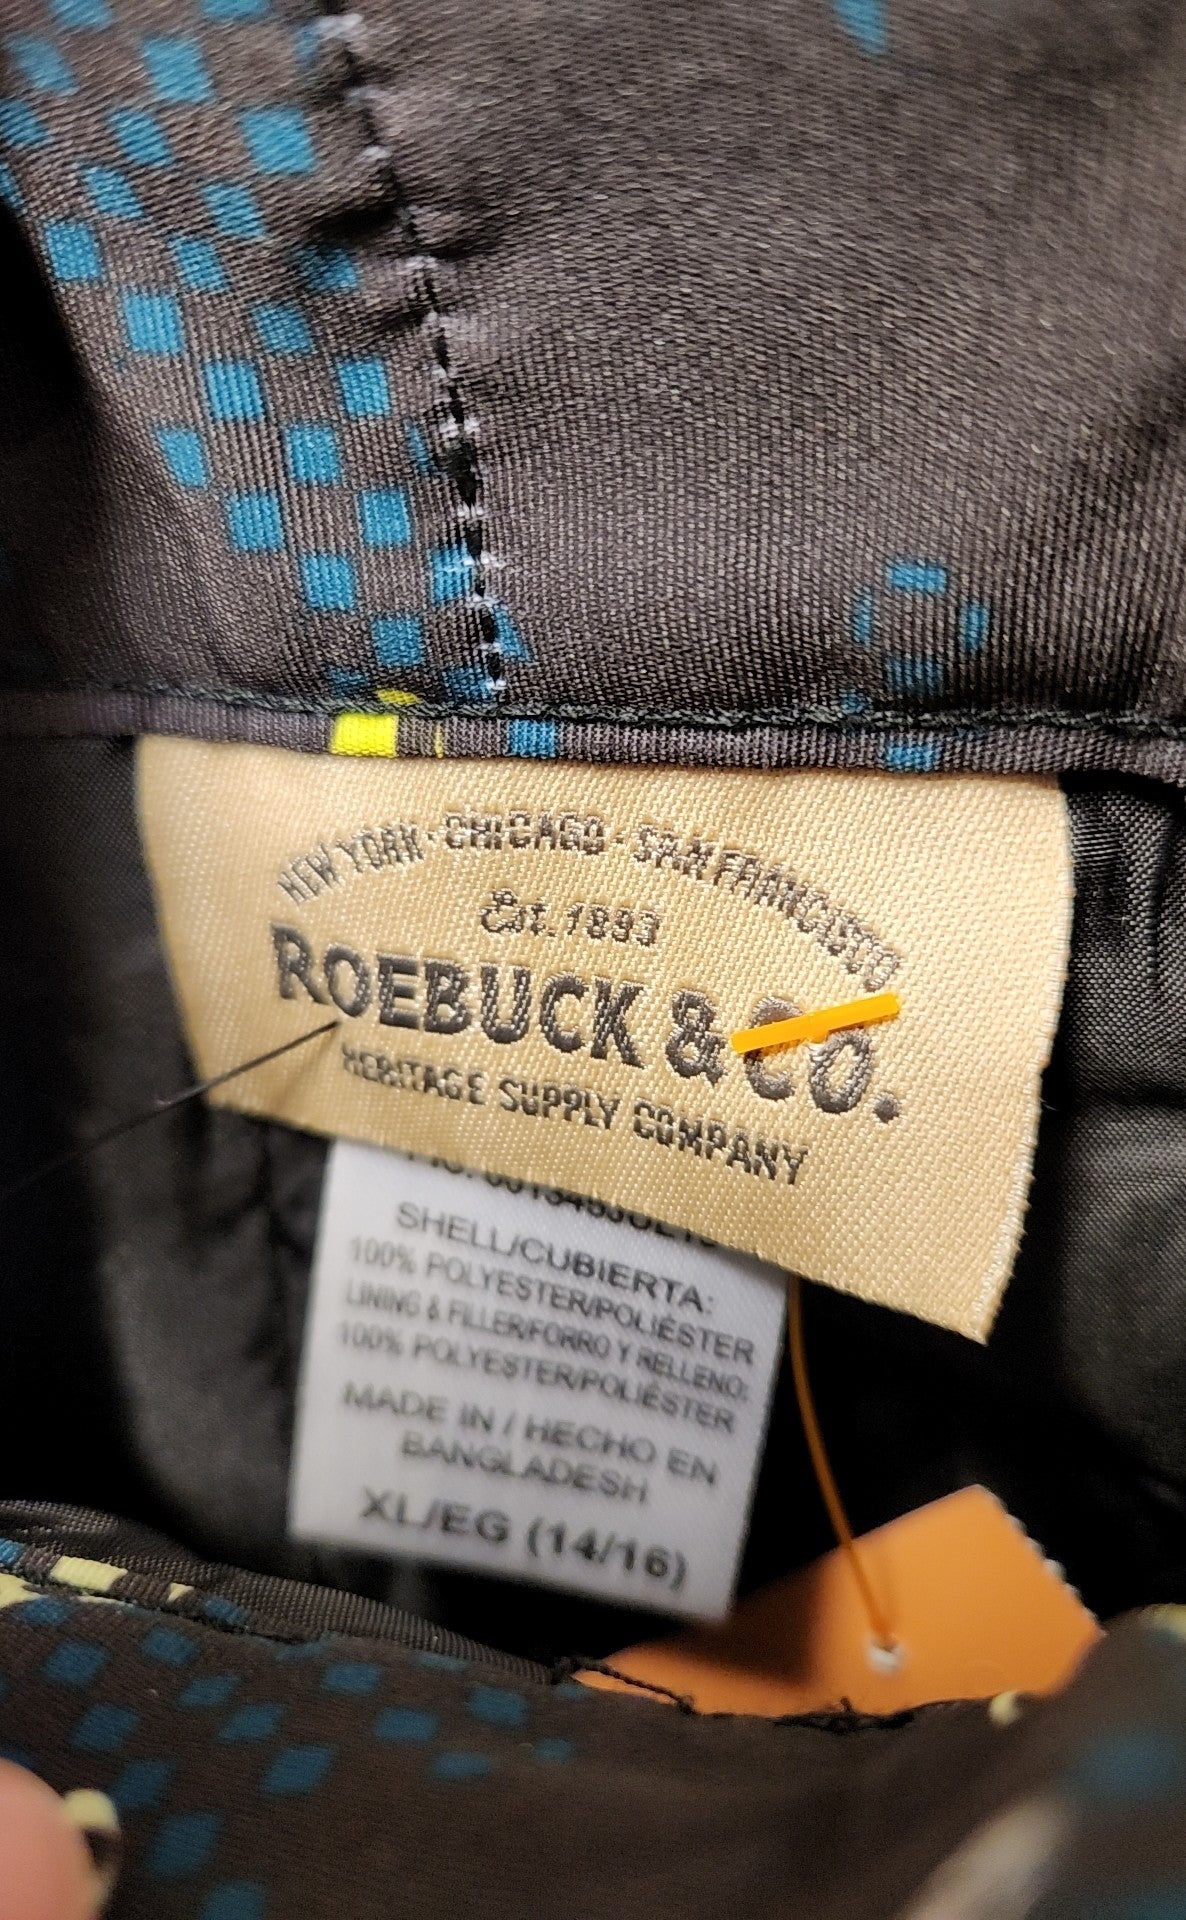 NEW YORK · CHICAGO · SAN FRANCISCO
Est. 1893
ROEBUCK & CO.
HERITAGE SUPPLY COMPANY
SHELL/CUBIERTA:
100% POLYESTER/POLIÉSTER
LINING & FILLER/FORRO Y RELLENO:
100% POLYESTER/POLIÉSTER
MADE IN / HECHO EN
BANGLADESH
XL/EG (14/16)